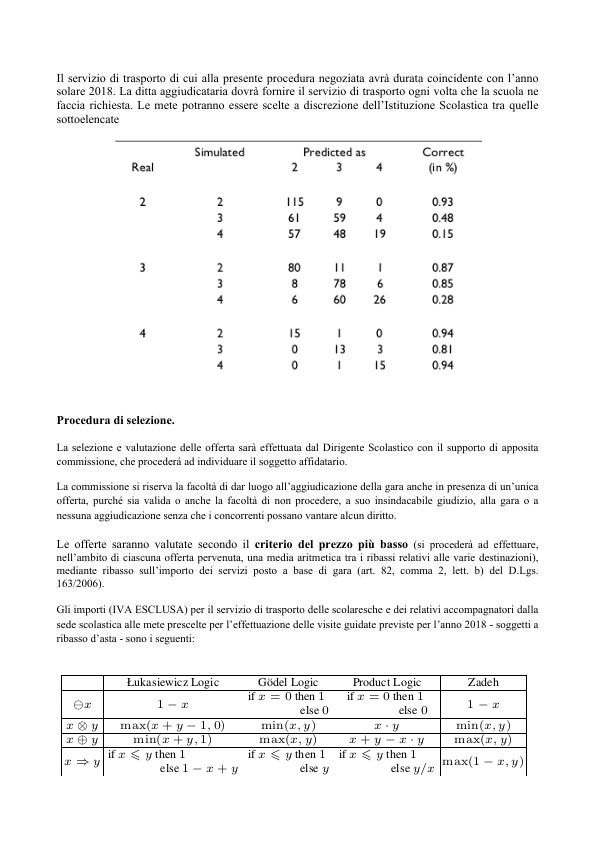 Il servizio di trasporto di cui alla presente procedura negoziata avrà durata coincidente con l'anno
solare 2018. La ditta aggiudicataria dovrà fornire il servizio di trasporto ogni volta che la scuola ne
faccia richiesta. Le mete potranno essere scelte a discrezione dell'Istituzione Scolastica tra quelle
sottoelencate
Simulated Predicted as Correct
Real 2 3 4 (in %)
2 2 115 9 0 0.93
3 61 59 4 0.48
4 57 48 19 0.15
3 2 80 11 1 0.87
3 8 78 6 0.85
4 6 60 26 0.28
4 2 15 1 0 0.94
3 0 13 3 0.81
4 0 1 15 0.94
Procedura di selezione.
La selezione e valutazione delle offerta sarà effettuata dal Dirigente Scolastico con il supporto di apposita
commissione, che procederà ad individuare il soggetto affidatario.
La commissione si riserva la facoltà di dar luogo all'aggiudicazione della gara anche in presenza di un'unica
offerta, purché sia valida o anche la facoltà di non procedere, a suo insindacabile giudizio, alla gara o a
nessuna aggiudicazione senza che i concorrenti possano vantare alcun diritto.
Le offerte saranno valutate secondo il criterio del prezzo più basso (si procederà ad effettuare,
nell'ambito di ciascuna offerta pervenuta, una media aritmetica tra i ribassi relativi alle varie destinazioni),
mediante ribasso sull'importo dei servizi posto a base di gara (art. 82, comma 2, lett. b) del D.Lgs.
163/2006).
Gli importi (IVA ESCLUSA) per il servizio di trasporto delle scolaresche e dei relativi accompagnatori dalla
sede scolastica alle mete prescelte per l'effettuazione delle visite guidate previste per l'anno 2018 - soggetti a
ribasso d'asta - sono i seguenti:
Łukasiewicz Logic Gödel Logic Product Logic Zadeh
⊖x 1 − x if x = 0 then 1 else 0 if x = 0 then 1 else 0 1 − x
x ⊗ y max(x + y − 1, 0) min(x, y) x · y min(x, y)
x ⊕ y min(x + y, 1) max(x, y) x + y − x · y max(x, y)
x ⇒ y if x ⩽ y then 1 else 1 − x + y if x ⩽ y then 1 else y if x ⩽ y then 1 else y/x max(1 − x, y)